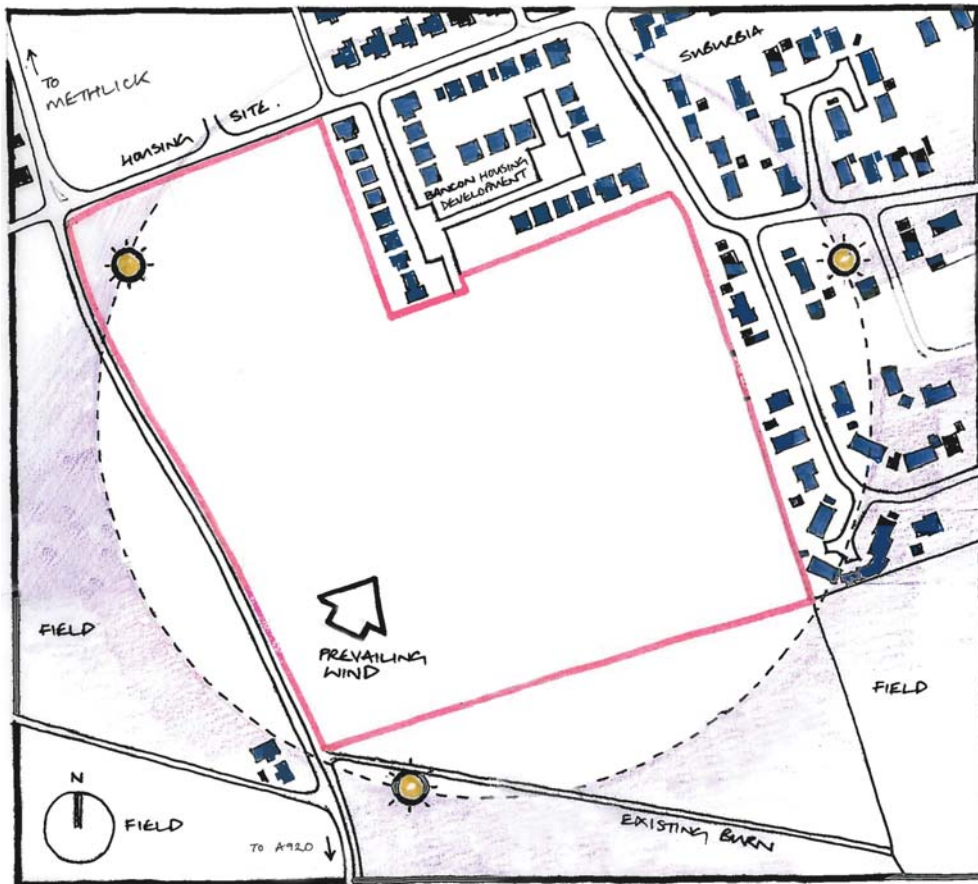 TO
METHLICK
HOUSING SITE.
SUBURBIA
BANCON HOUSING
DEVELOPMENT
PREVAILING
WIND
FIELD
FIELD
N
FIELD
TO A920
EXISTING BURN